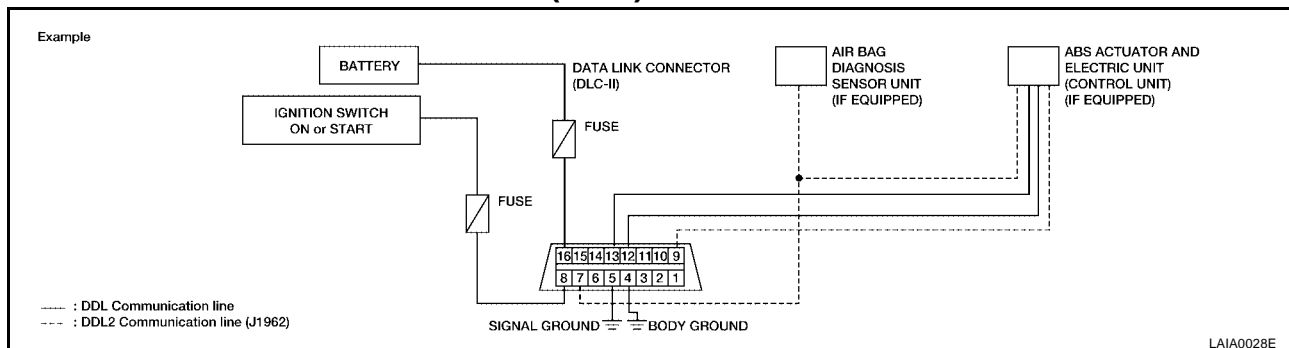 Example
BATTERY
IGNITION SWITCH
ON or START
DATA LINK CONNECTOR
(DLC-II)
FUSE
FUSE
AIR BAG
DIAGNOSIS
SENSOR UNIT
(IF EQUIPPED)
ABS ACTUATOR AND
ELECTRIC UNIT
(CONTROL UNIT)
(IF EQUIPPED)
16 15 14 13 12 11 10 9
8 7 6 5 4 3 2 1
SIGNAL GROUND
BODY GROUND
: DDL Communication line
: DDL2 Communication line (J1962)
LAIA0028E